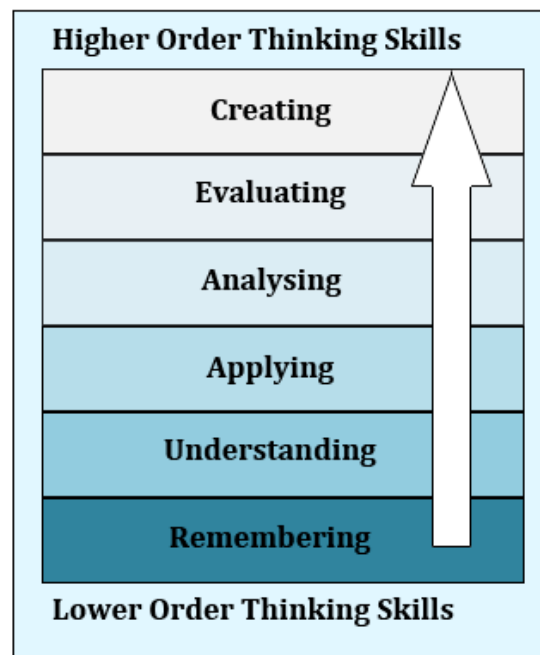 Higher Order Thinking Skills
Creating
Evaluating
Analysing
Applying
Understanding
Remembering
Lower Order Thinking Skills